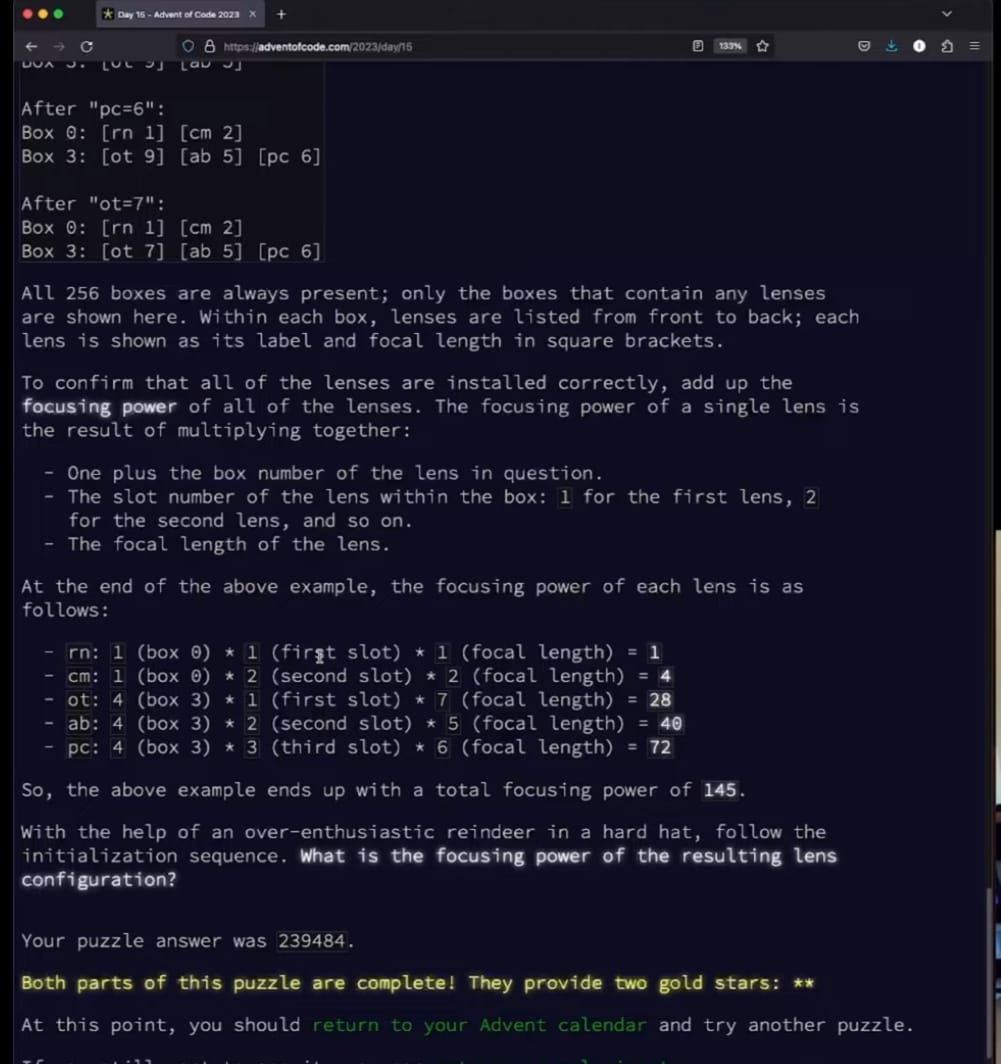 Day 15 - Advent of Code 2023
https://adventofcode.com/2023/day/15
133%
Box 3: [ot 9] [ab 5]
After "pc=6":
Box 0: [rn 1] [cm 2]
Box 3: [ot 9] [ab 5] [pc 6]
After "ot=7":
Box 0: [rn 1] [cm 2]
Box 3: [ot 7] [ab 5] [pc 6]
All 256 boxes are always present; only the boxes that contain any lenses
are shown here. Within each box, lenses are listed from front to back; each
lens is shown as its label and focal length in square brackets.
To confirm that all of the lenses are installed correctly, add up the
focusing power of all of the lenses. The focusing power of a single lens is
the result of multiplying together:
- One plus the box number of the lens in question.
- The slot number of the lens within the box: 1 for the first lens, 2
for the second lens, and so on.
- The focal length of the lens.
At the end of the above example, the focusing power of each lens is as
follows:
- rn: 1 (box 0) * 1 (first slot) * 1 (focal length) = 1
- cm: 1 (box 0) * 2 (second slot) * 2 (focal length) = 4
- ot: 4 (box 3) * 1 (first slot) * 7 (focal length) = 28
- ab: 4 (box 3) * 2 (second slot) * 5 (focal length) = 40
- pc: 4 (box 3) * 3 (third slot) * 6 (focal length) = 72
So, the above example ends up with a total focusing power of 145.
With the help of an over-enthusiastic reindeer in a hard hat, follow the
initialization sequence. What is the focusing power of the resulting lens
configuration?
Your puzzle answer was 239484.
Both parts of this puzzle are complete! They provide two gold stars: **
At this point, you should return to your Advent calendar and try another puzzle.